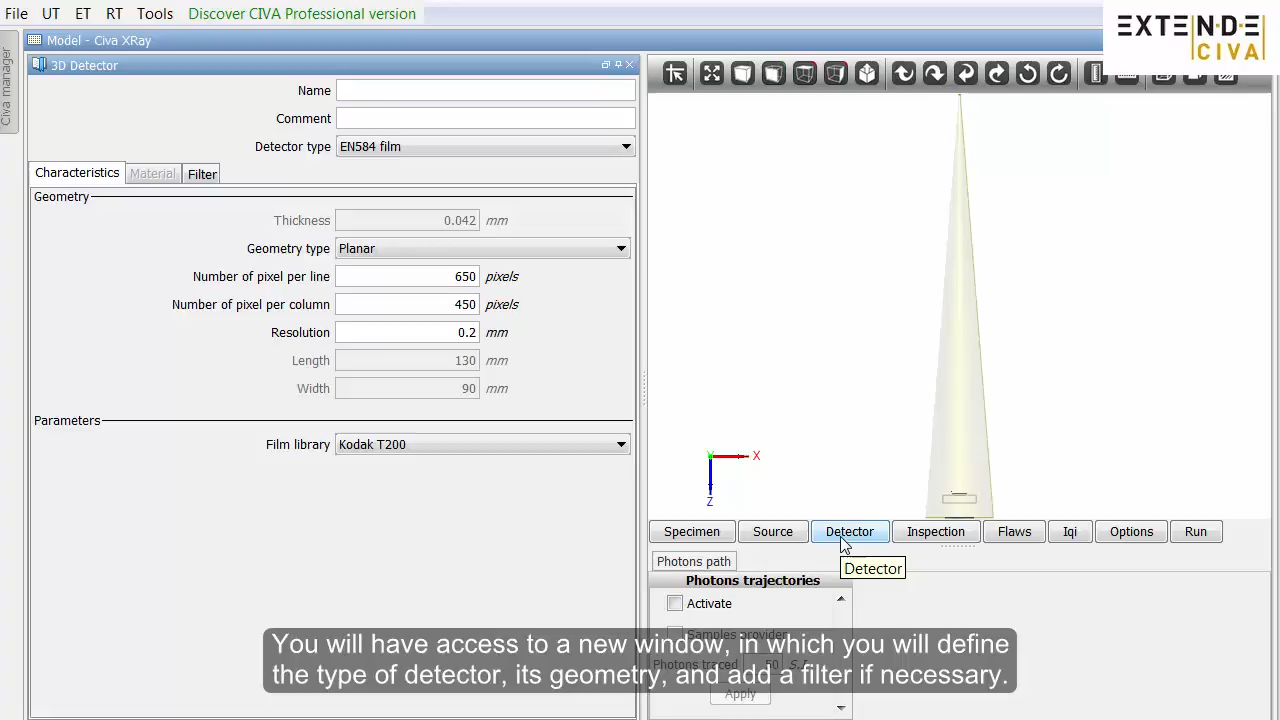 File UT ET RT Tools Discover CIVA Professional version
EXTENDE
CIVA
Civa manager
Model - Civa XRay
3D Detector
Name
Comment
Detector type EN584 film
Characteristics Material Filter
Geometry
Thickness 0.042 mm
Geometry type Planar
Number of pixel per line 650 pixels
Number of pixel per column 450 pixels
Resolution 0.2 mm
Length 130 mm
Width 90 mm
Parameters
Film library Kodak T200
X
Y
Z
Specimen Source Detector Inspection Flaws Iqi Options Run
Detector
Photons path
Photons trajectories
Activate
Samples provider
Photons traced 50 S.I.
Apply
You will have access to a new window, in which you will define
the type of detector, its geometry, and add a filter if necessary.